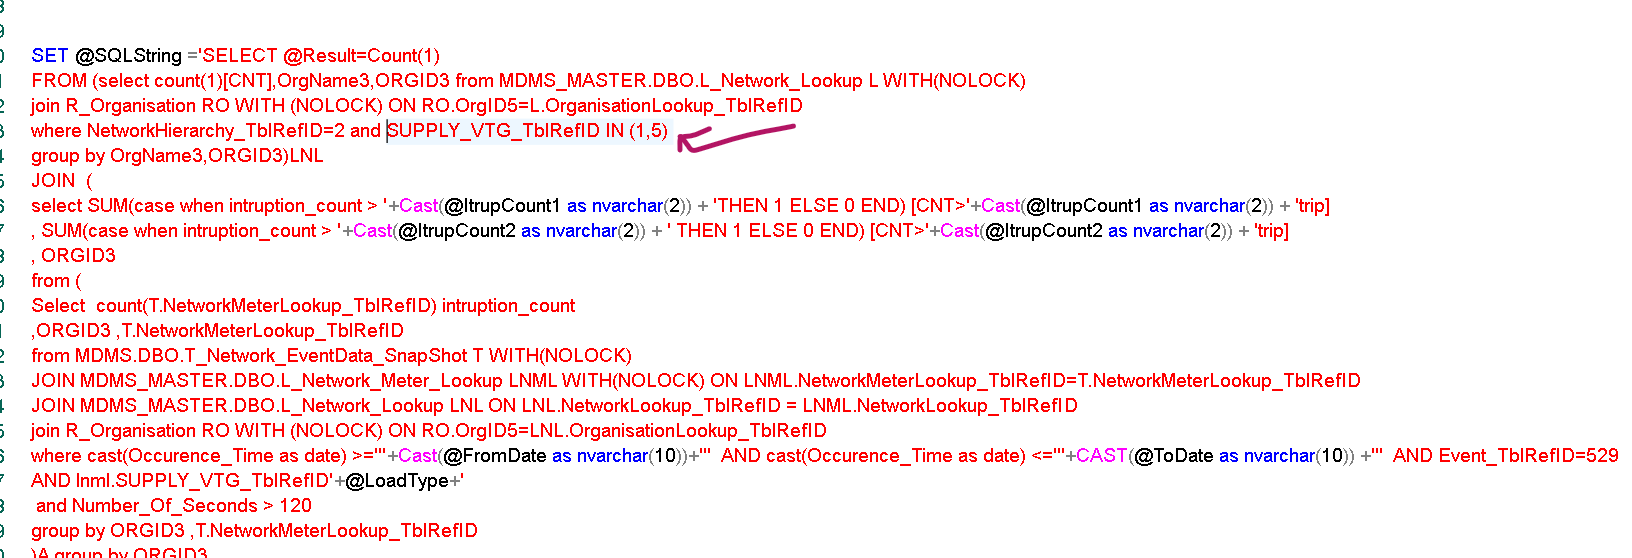 SET @SQLString ='SELECT @Result=Count(1)
FROM (select count(1)[CNT],OrgName3,ORGID3 from MDMS_MASTER.DBO.L_Network_Lookup L WITH(NOLOCK)
join R_Organisation RO WITH (NOLOCK) ON RO.OrgID5=L.OrganisationLookup_TblRefID
where NetworkHierarchy_TblRefID=2 and SUPPLY_VTG_TblRefID IN (1,5)
group by OrgName3,ORGID3)LNL
JOIN  (
select SUM(case when intruption_count > '+Cast(@ItrupCount1 as nvarchar(2)) + 'THEN 1 ELSE 0 END) [CNT>'+Cast(@ItrupCount1 as nvarchar(2)) + 'trip]
, SUM(case when intruption_count > '+Cast(@ItrupCount2 as nvarchar(2)) + ' THEN 1 ELSE 0 END) [CNT>'+Cast(@ItrupCount2 as nvarchar(2)) + 'trip]
, ORGID3
from (
Select  count(T.NetworkMeterLookup_TblRefID) intruption_count
,ORGID3 ,T.NetworkMeterLookup_TblRefID
from MDMS.DBO.T_Network_EventData_SnapShot T WITH(NOLOCK)
JOIN MDMS_MASTER.DBO.L_Network_Meter_Lookup LNML WITH(NOLOCK) ON LNML.NetworkMeterLookup_TblRefID=T.NetworkMeterLookup_TblRefID
JOIN MDMS_MASTER.DBO.L_Network_Lookup LNL ON LNL.NetworkLookup_TblRefID = LNML.NetworkLookup_TblRefID
join R_Organisation RO WITH (NOLOCK) ON RO.OrgID5=LNL.OrganisationLookup_TblRefID
where cast(Occurence_Time as date) >='''+Cast(@FromDate as nvarchar(10))+'''  AND cast(Occurence_Time as date) <='''+CAST(@ToDate as nvarchar(10)) +'''  AND Event_TblRefID=529
AND lnml.SUPPLY_VTG_TblRefID'+@LoadType+'
and Number_Of_Seconds > 120
group by ORGID3 ,T.NetworkMeterLookup_TblRefID
)A group by ORGID3